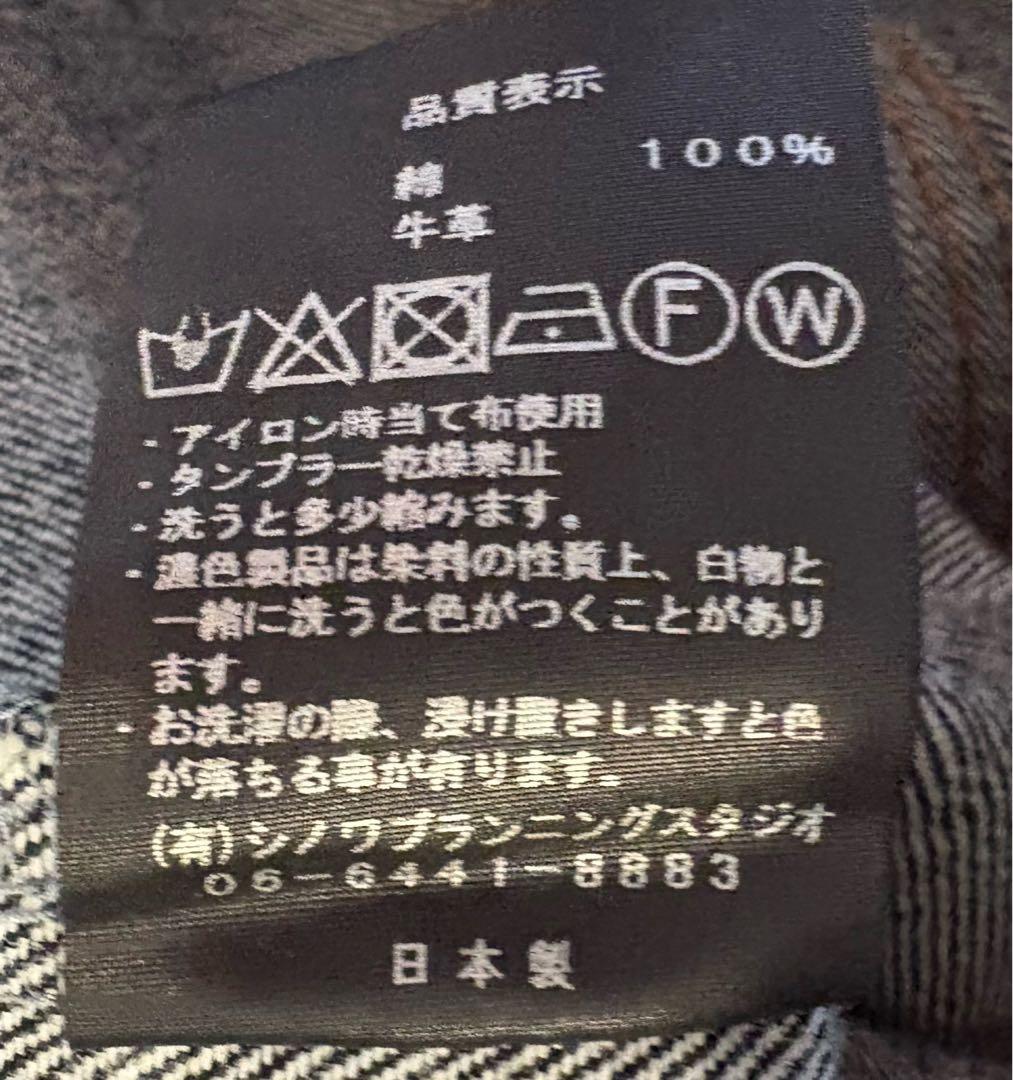 品質表示
綿 100%
牛革
F W
・アイロン時当て布使用
・タンブラー乾燥禁止
・洗うと多少縮みます。
・濃色製品は染料の性質上、白物と
一緒に洗うと色がつくことがあり
ます。
・お洗濯の際、浸け置きしますと色
が落ちる事が有ります。
(有)シノワプランニングスタジオ
06-6441-8883
日本製